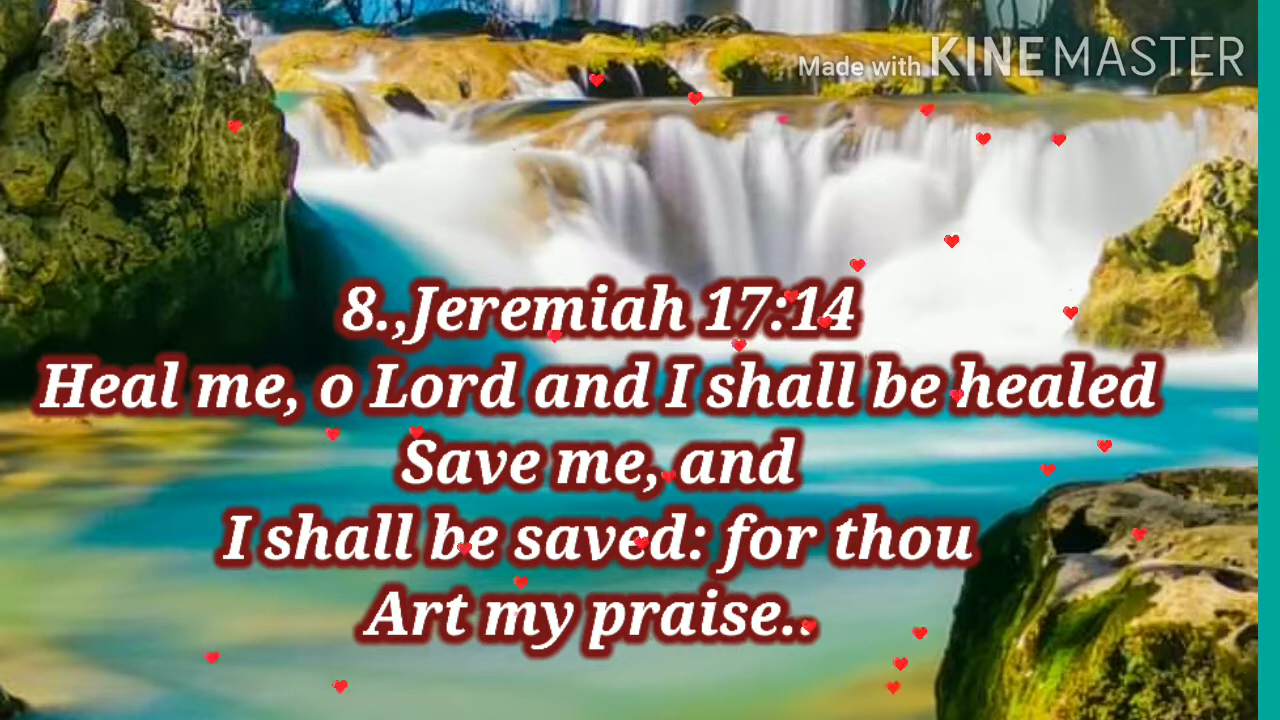 Made with KINEMASTER
8.,Jeremiah 17:14
Heal me, o Lord and I shall be healed
Save me, and
I shall be saved: for thou
Art my praise..